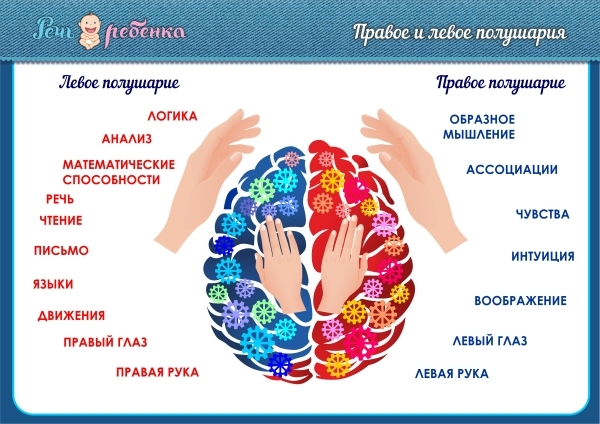 Речь ребенка
Правое и левое полушария
Левое полушарие
ЛОГИКА
АНАЛИЗ
МАТЕМАТИЧЕСКИЕ
СПОСОБНОСТИ
РЕЧЬ
ЧТЕНИЕ
ПИСЬМО
ЯЗЫКИ
ДВИЖЕНИЯ
ПРАВЫЙ ГЛАЗ
ПРАВАЯ РУКА
Правое полушарие
ОБРАЗНОЕ
МЫШЛЕНИЕ
АССОЦИАЦИИ
ЧУВСТВА
ИНТУИЦИЯ
ВООБРАЖЕНИЕ
ЛЕВЫЙ ГЛАЗ
ЛЕВАЯ РУКА